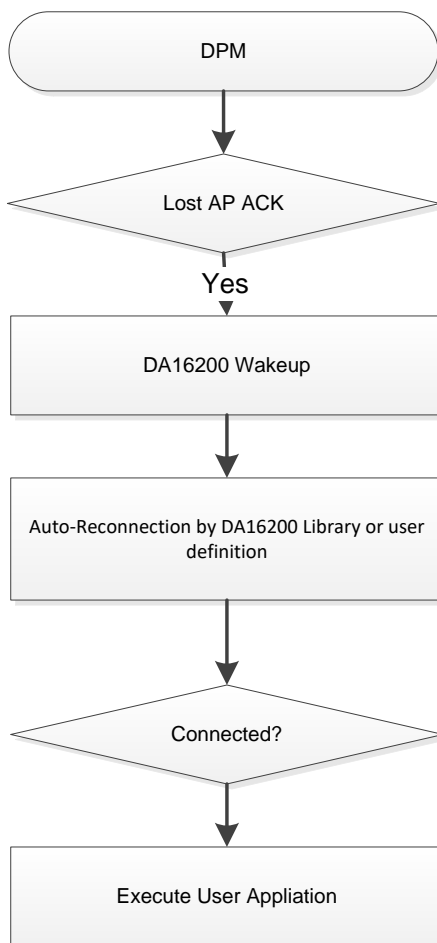 DPM
Lost AP ACK
Yes
DA16200 Wakeup
Auto-Reconnection by DA16200 Library or user
definition
Connected?
Execute User Appliation